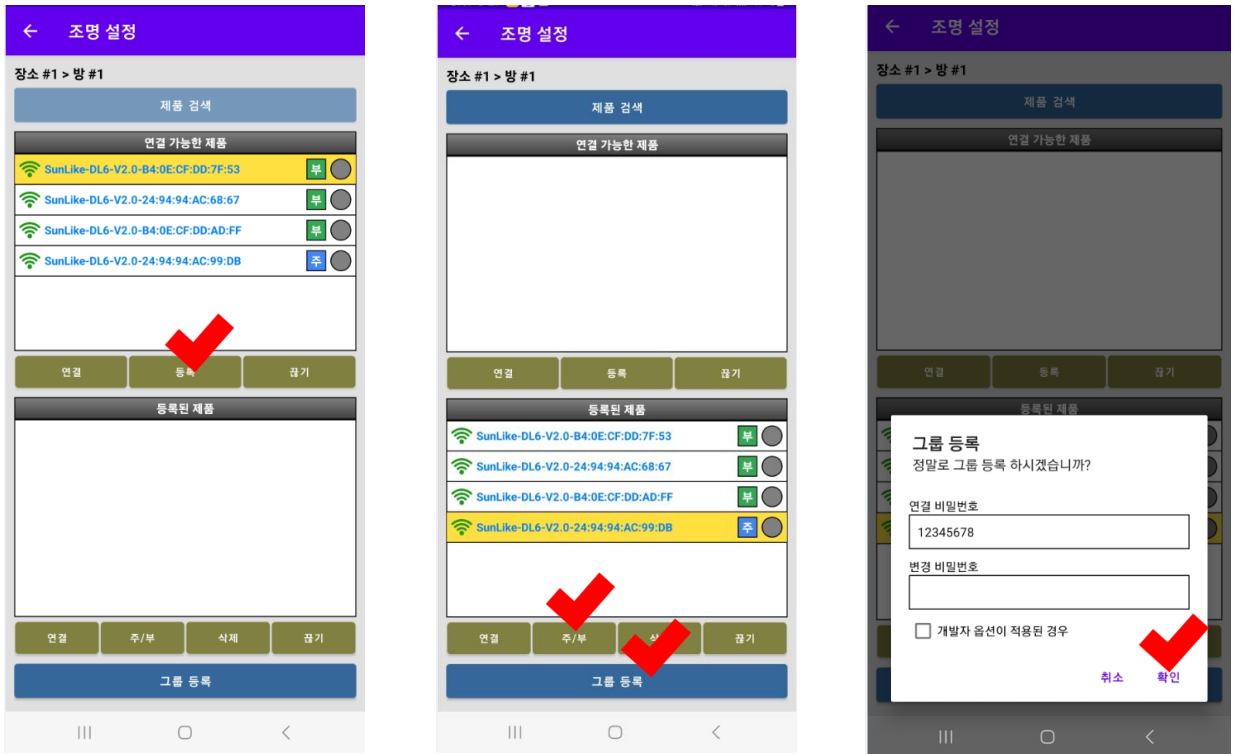 조명 설정
장소 #1 > 방 #1
제품 검색
연결 가능한 제품
SunLike-DL6-V2.0-B4:0E:CF:DD:7F:53 부
SunLike-DL6-V2.0-24:94:94:AC:68:67 부
SunLike-DL6-V2.0-B4:0E:CF:DD:AD:FF 부
SunLike-DL6-V2.0-24:94:94:AC:99:DB 주
연결 등록 끊기
등록된 제품
연결 주/부 삭제 끊기
그룹 등록
조명 설정
장소 #1 > 방 #1
제품 검색
연결 가능한 제품
연결 등록 끊기
등록된 제품
SunLike-DL6-V2.0-B4:0E:CF:DD:7F:53 부
SunLike-DL6-V2.0-24:94:94:AC:68:67 부
SunLike-DL6-V2.0-B4:0E:CF:DD:AD:FF 부
SunLike-DL6-V2.0-24:94:94:AC:99:DB 주
연결 주/부 끊기
그룹 등록
조명 설정
장소 #1 > 방 #1
제품 검색
연결 가능한 제품
연결 등록 끊기
등록된 제품
그룹 등록
정말로 그룹 등록 하시겠습니까?
연결 비밀번호
12345678
변경 비밀번호
개발자 옵션이 적용된 경우
취소 확인